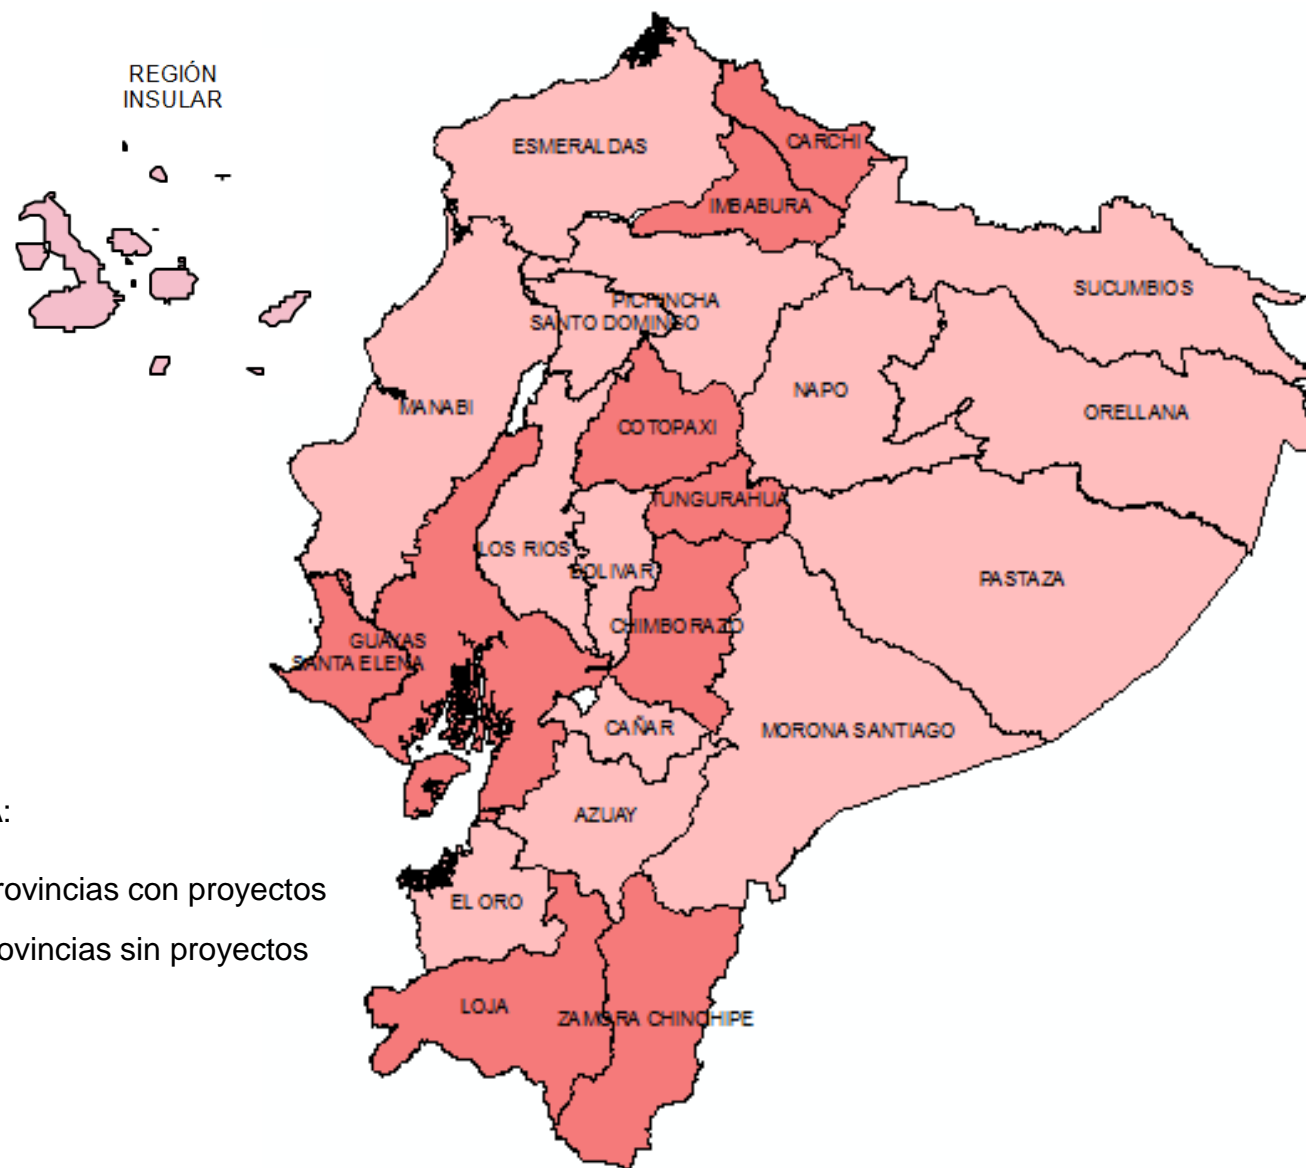 REGIÓN
INSULAR
ESMERALDAS
CARCHI
IMBABURA
SUCUMBIOS
PICHINCHA
SANTO DOMINGO
NAPO
MANABI
ORELLANA
COTOPAXI
TUNGURAHUA
LOS RIOS
BOLIVAR
PASTAZA
CHIMBORAZO
GUAYAS
SANTA ELENA
CAÑAR
MORONA SANTIAGO
AZUAY
A:
rovincias con proyectos
EL ORO
rovincias sin proyectos
LOJA
ZAMORA CHINCHIPE